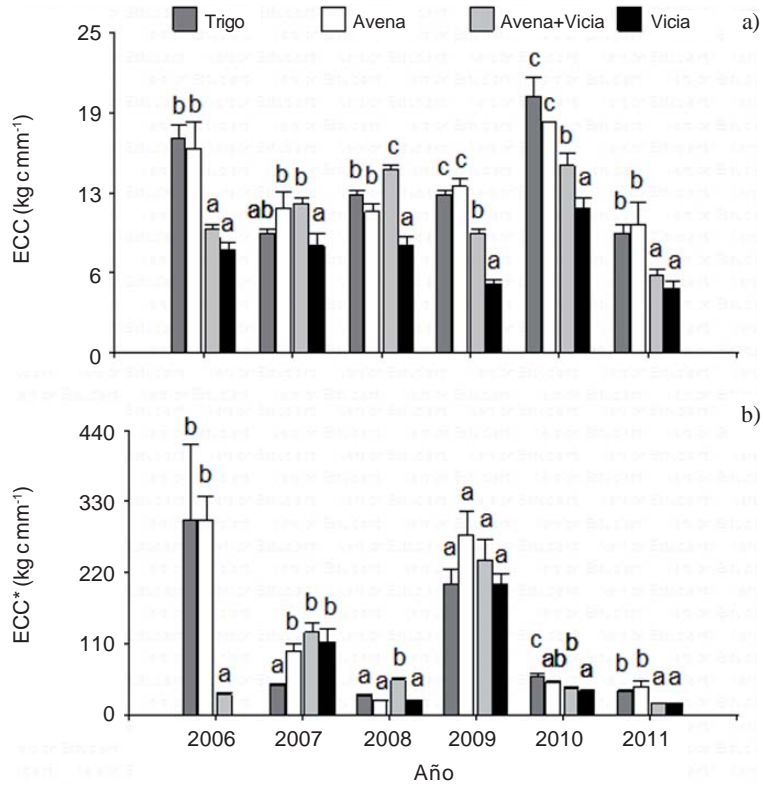 Trigo Avena Avena+Vicia Vicia a)
25
19
13
6
0
ECC (kg c mm-1)
b b a a
ab b b a
b b c a
c c b a
c c b a
b b a a
b)
440
330
220
110
0
ECC* (kg c mm-1)
b b a
a b b b
a a b a
a a a a
c ab b a
b b a a
2006 2007 2008 2009 2010 2011
Año